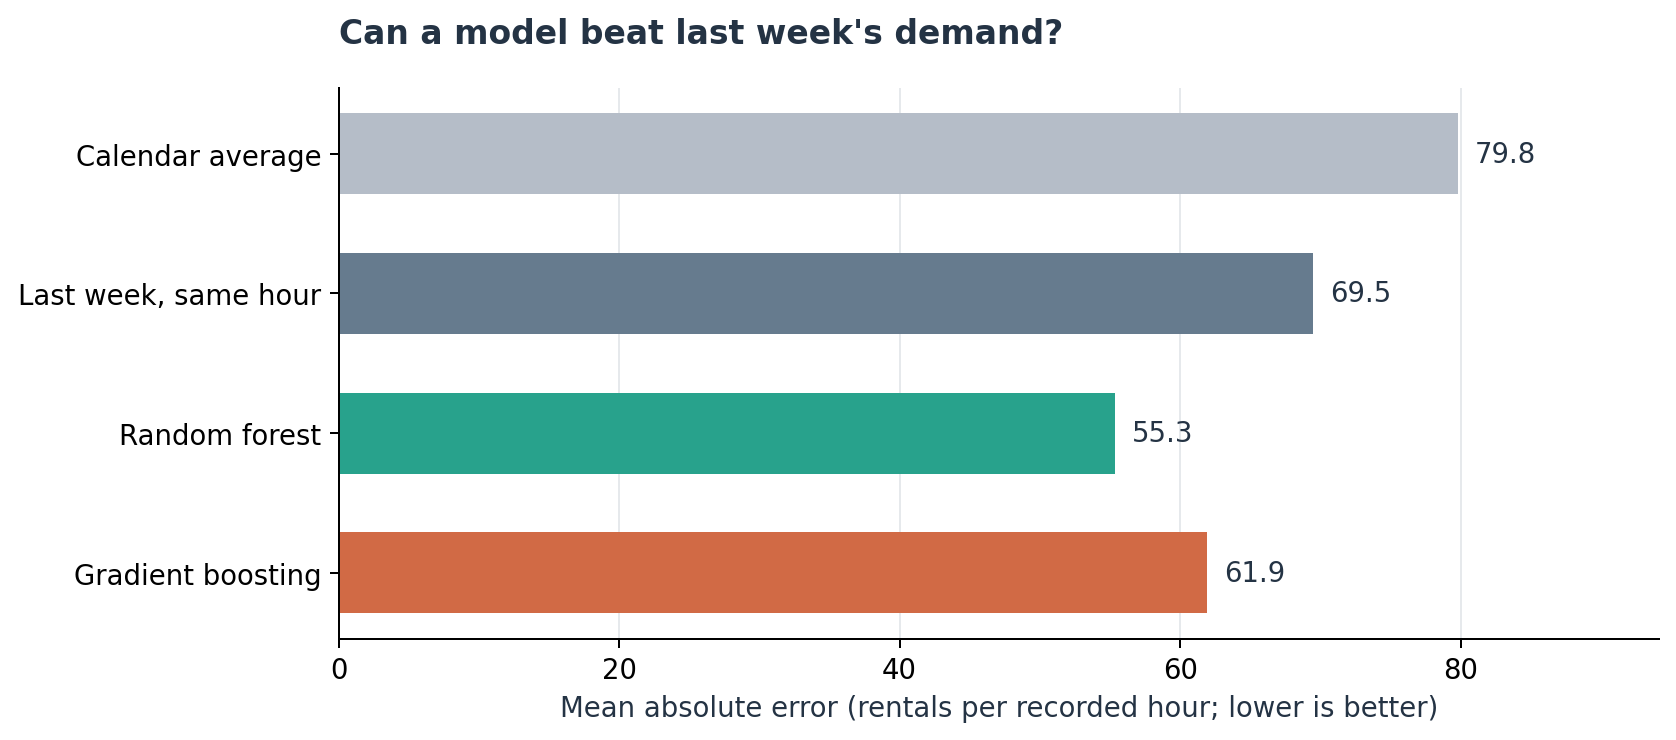 Can a model beat last week's demand?
Calendar average
79.8
Last week, same hour
69.5
Random forest
55.3
Gradient boosting
61.9
0 20 40 60 80
Mean absolute error (rentals per recorded hour; lower is better)